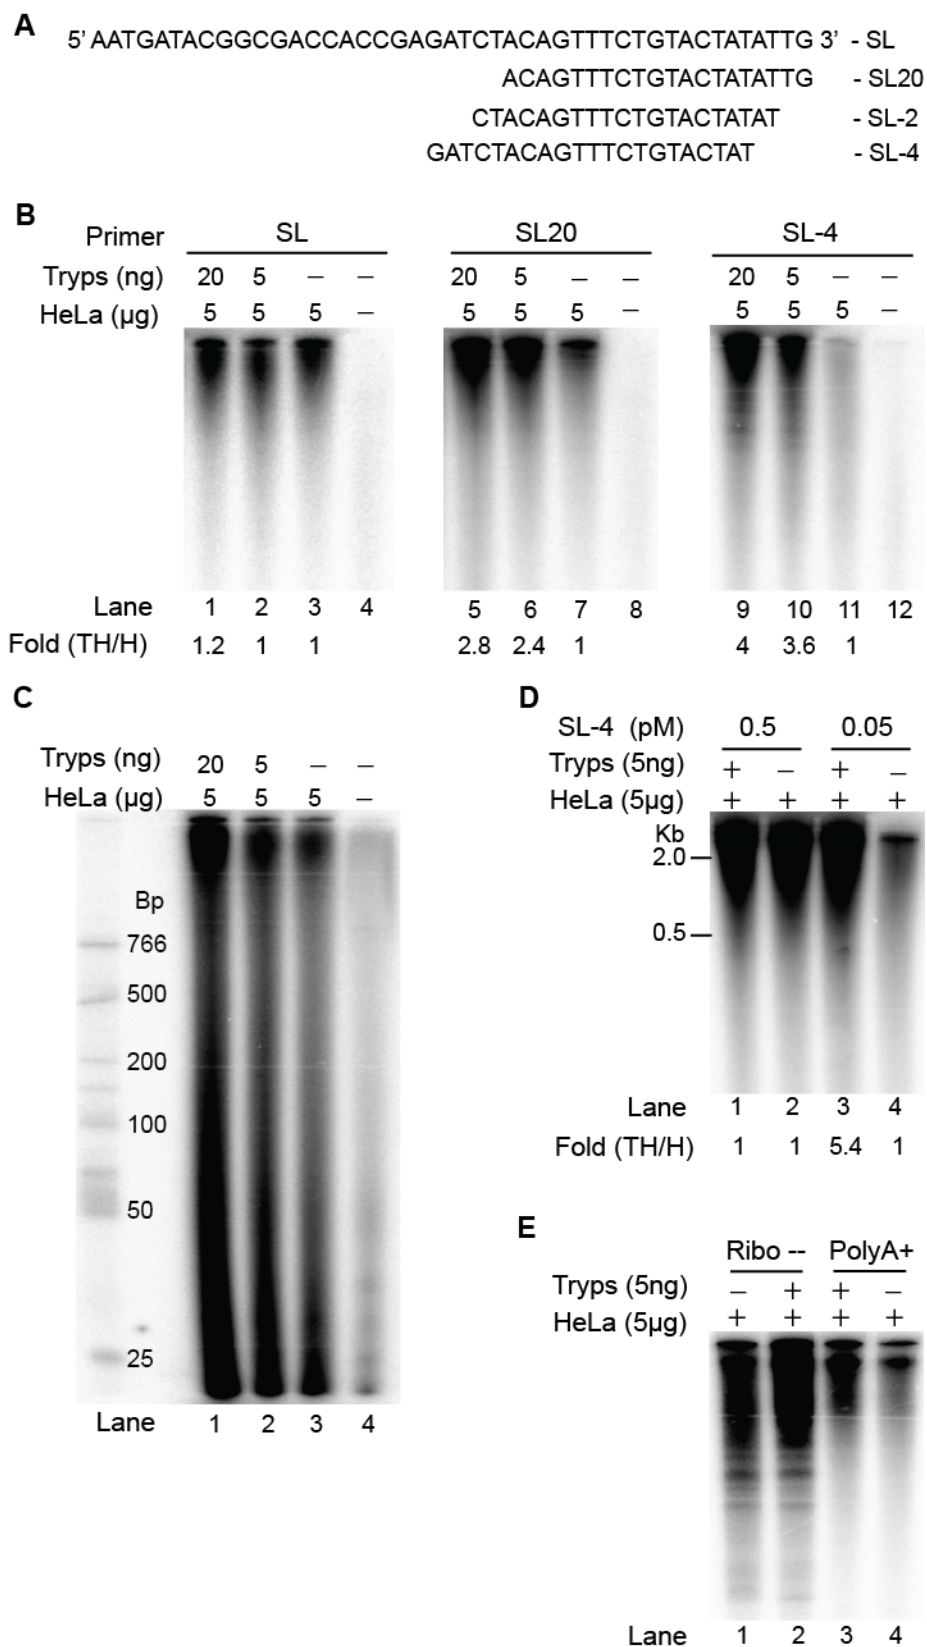 A
5’ AATGATACGGCGACCACCGAGATCTACAGTTTCTGTACTATATTG 3’ - SL
ACAGTTTCTGTACTATATTG - SL20
CTACAGTTTCTGTACTATAT - SL-2
GATCTACAGTTTCTGTACTAT - SL-4
B
Primer SL SL20 SL-4
Tryps (ng) 20 5 – – 20 5 – – 20 5 – –
HeLa (µg) 5 5 5 – 5 5 5 – 5 5 5 –
Lane 1 2 3 4 5 6 7 8 9 10 11 12
Fold (TH/H) 1.2 1 1 2.8 2.4 1 4 3.6 1
C
Tryps (ng) 20 5 – –
HeLa (µg) 5 5 5 –
Bp
766
500
200
100
50
25
Lane 1 2 3 4
D
SL-4 (pM) 0.5 0.05
Tryps (5ng) + – + –
HeLa (5µg) + + + +
Kb
2.0
0.5
Lane 1 2 3 4
Fold (TH/H) 1 1 5.4 1
E
Ribo -- PolyA+
Tryps (5ng) – + + –
HeLa (5µg) + + + +
Lane 1 2 3 4